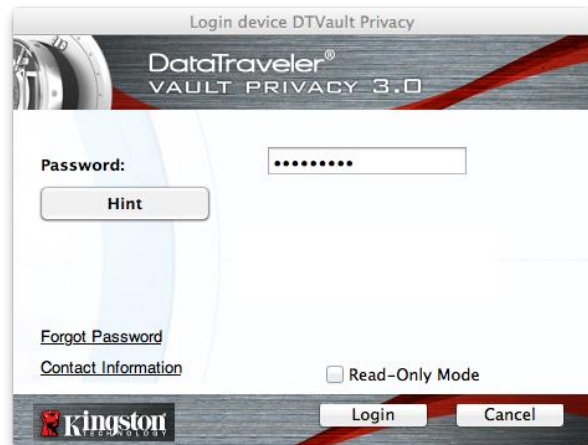 Login device DTVault Privacy
DataTraveler®
VAULT PRIVACY 3.0
Password: •••••••••
Hint
Forgot Password
Contact Information
Read-Only Mode
Kingston
TECHNOLOGY
Login Cancel